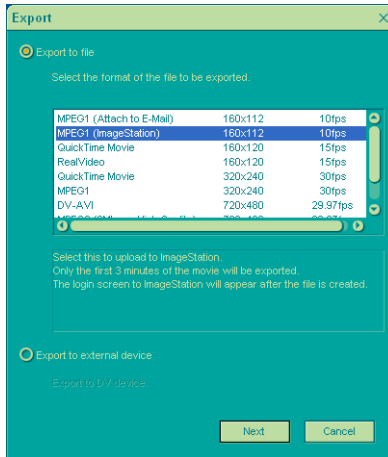 Export
Export to file
Select the format of the file to be exported.
MPEG1 (Attach to E-Mail) 160x112 10fps
MPEG1 (ImageStation) 160x112 10fps
QuickTime Movie 160x120 15fps
RealVideo 160x120 15fps
QuickTime Movie 320x240 30fps
MPEG1 320x240 30fps
DV-AVI 720x480 29.97fps
Select this to upload to ImageStation.
Only the first 3 minutes of the movie will be exported.
The login screen to ImageStation will appear after the file is created.
Export to external device
Export to DV device.
Next Cancel